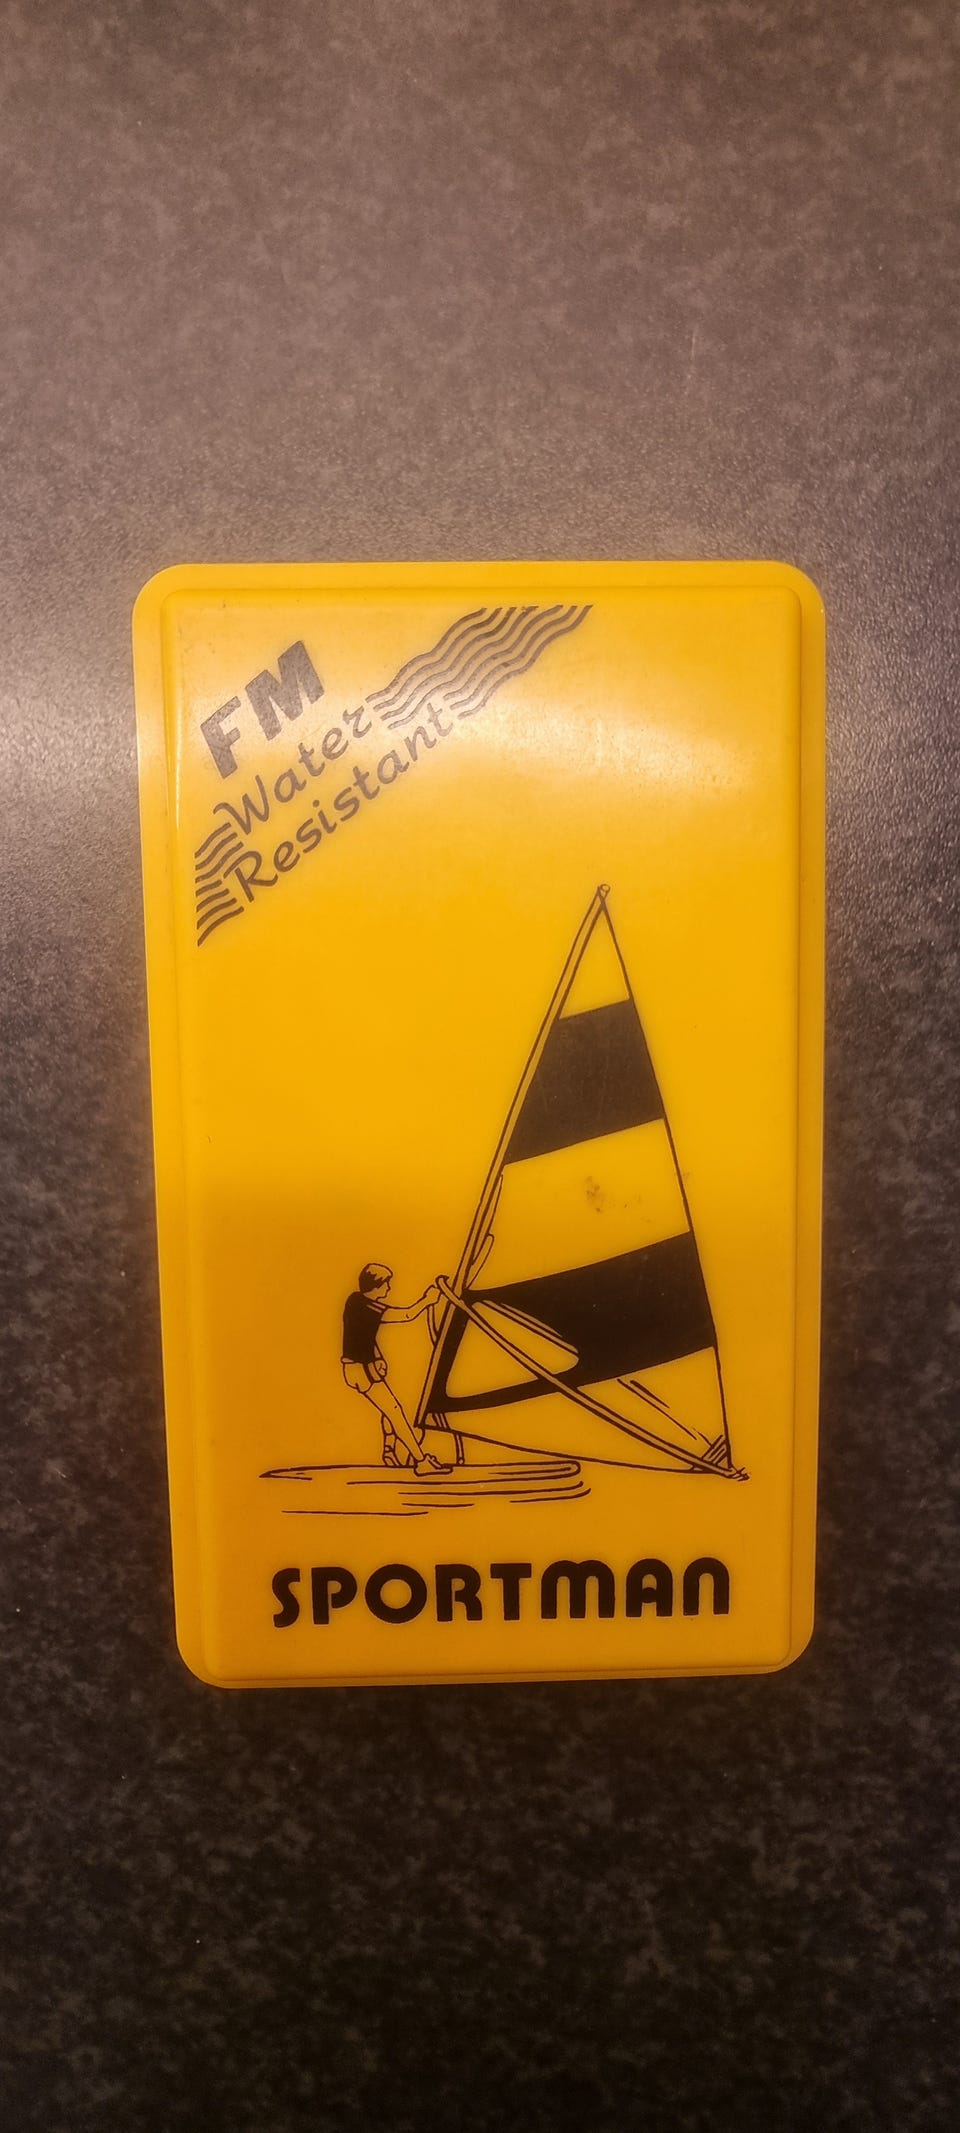 FM
Water
Resistant
SPORTMAN